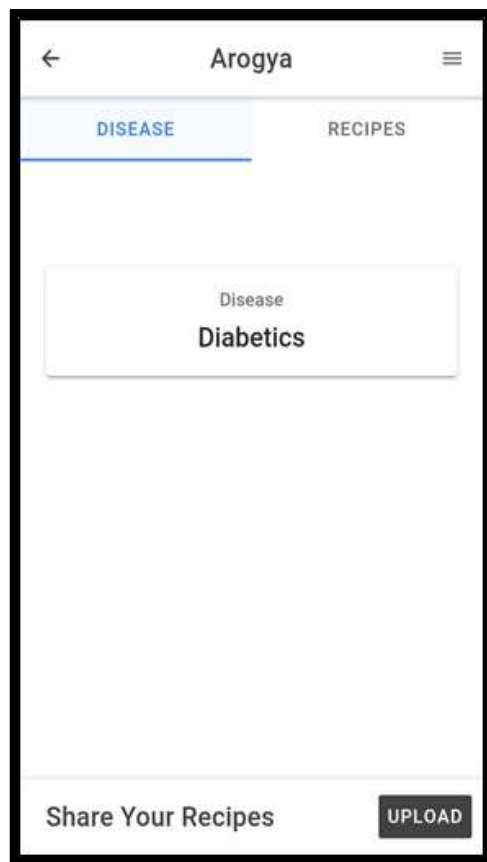 Arogya
DISEASE RECIPES
Disease
Diabetics
Share Your Recipes UPLOAD